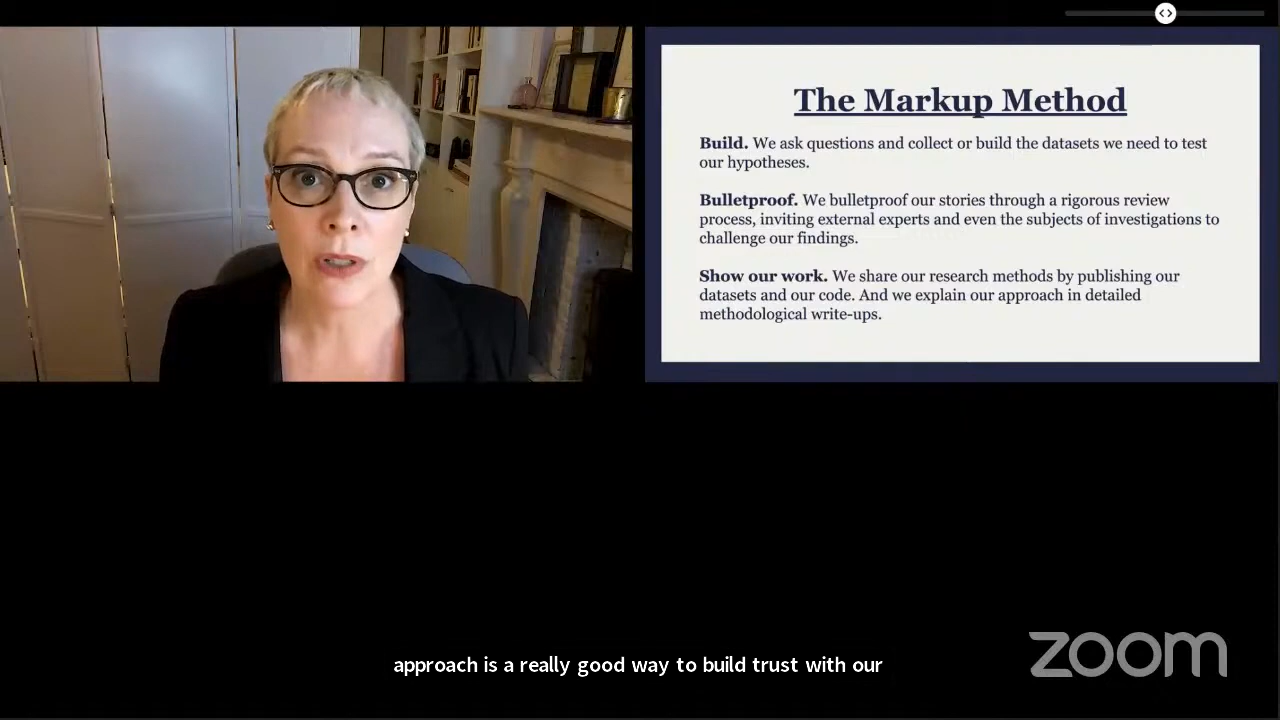 The Markup Method
Build. We ask questions and collect or build the datasets we need to test
our hypotheses.
Bulletproof. We bulletproof our stories through a rigorous review
process, inviting external experts and even the subjects of investigations to
challenge our findings.
Show our work. We share our research methods by publishing our
datasets and our code. And we explain our approach in detailed
methodological write-ups.
approach is a really good way to build trust with our
zoom